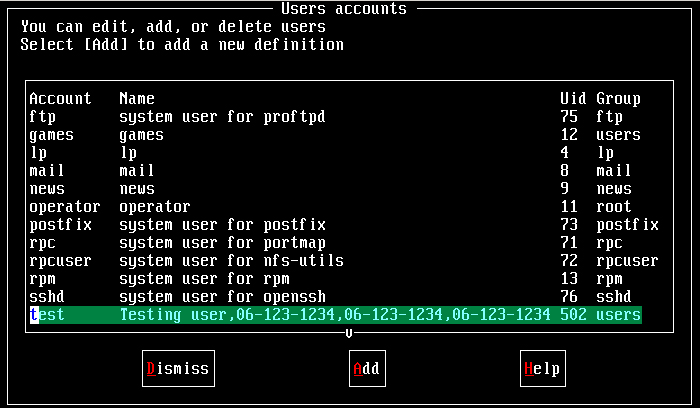 Users accounts
You can edit, add, or delete users
Select [Add] to add a new definition
Account Name Uid Group
ftp system user for proftpd 75 ftp
games games 12 users
lp lp 4 lp
mail mail 8 mail
news news 9 news
operator operator 11 root
postfix system user for postfix 73 postfix
rpc system user for portmap 71 rpc
rpcuser system user for nfs-utils 72 rpcuser
rpm system user for rpm 13 rpm
sshd system user for openssh 76 sshd
test Testing user,06-123-1234,06-123-1234,06-123-1234 502 users
v
Dismiss Add Help